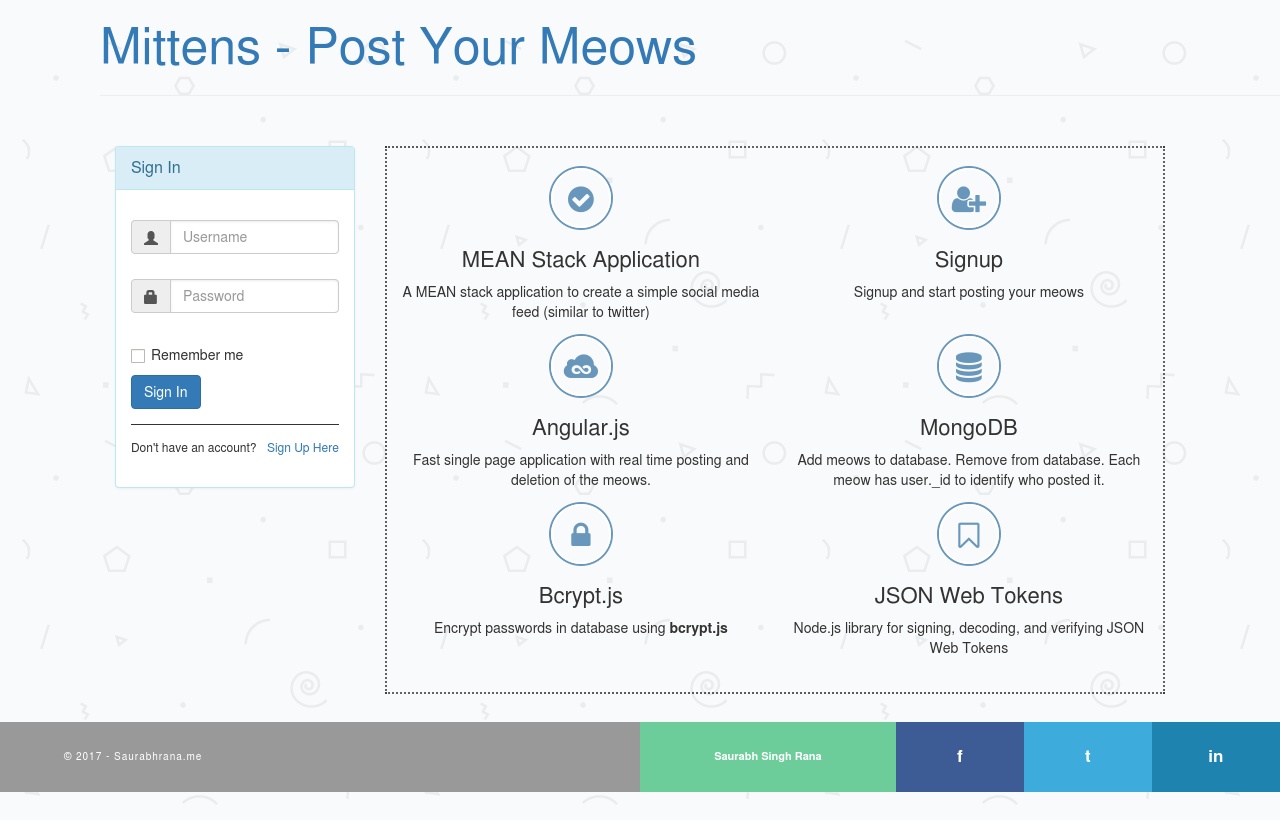 Mittens - Post Your Meows
Sign In
Username
Password
Remember me
Sign In
Don't have an account? Sign Up Here
MEAN Stack Application
A MEAN stack application to create a simple social media
feed (similar to twitter)
Signup
Signup and start posting your meows
Angular.js
Fast single page application with real time posting and
deletion of the meows.
MongoDB
Add meows to database. Remove from database. Each
meow has user._id to identify who posted it.
Bcrypt.js
Encrypt passwords in database using bcrypt.js
JSON Web Tokens
Node.js library for signing, decoding, and verifying JSON
Web Tokens
© 2017 - Saurabhrana.me
Saurabh Singh Rana
f
t
in